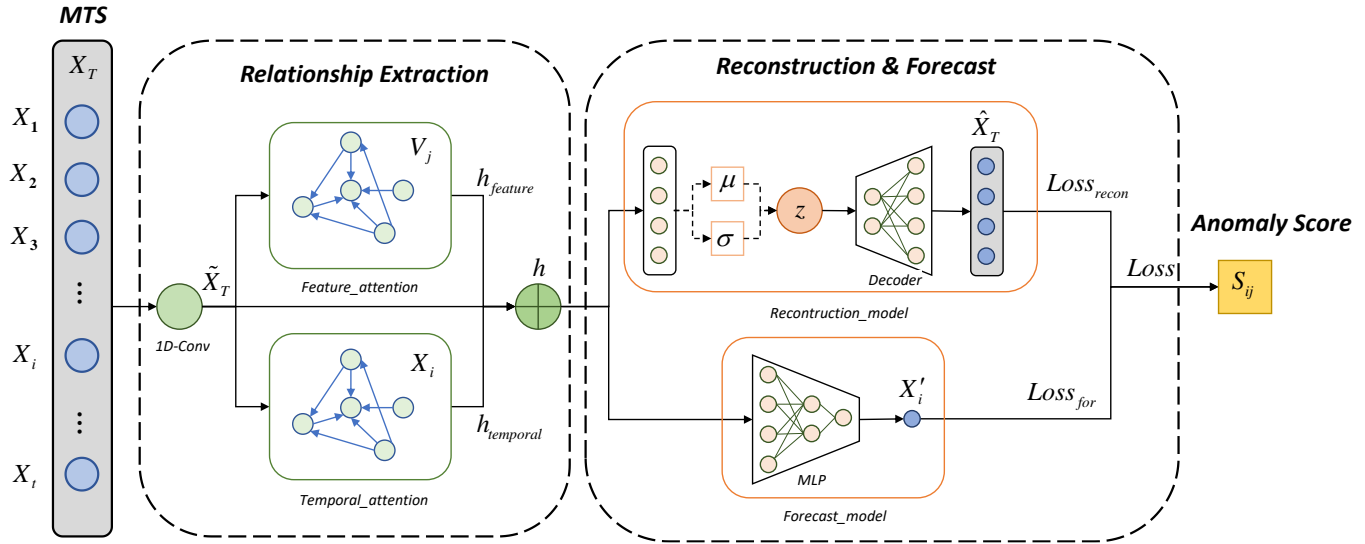 MTS
X_T
X_1
X_2
X_3
⋮
X_i
⋮
X_t
Relationship Extraction
1D-Conv
X̃_T
V_j
Feature_attention
h_feature
X_i
Temporal_attention
h_temporal
h
Reconstruction & Forecast
μ
σ
z
Decoder
X̂_T
Recontruction_model
Loss_recon
MLP
X′_i
Forecast_model
Loss_for
Loss
Anomaly Score
S_ij